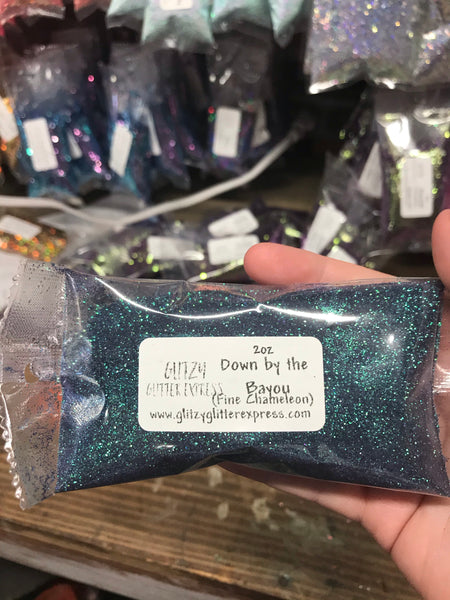 2oz
GLITZY Down by the
GLITTER EXPRESS Bayou
(Fine Chameleon)
www.glitzyglitterexpress.com